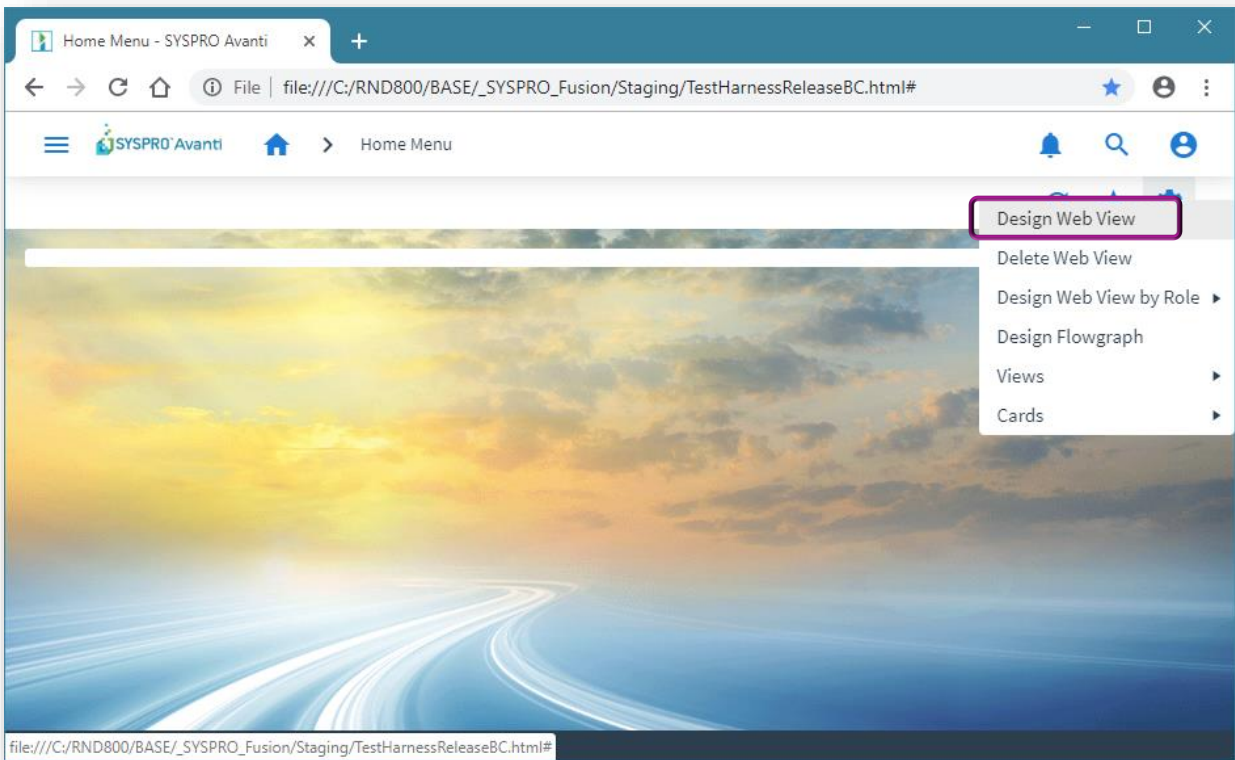 Home Menu - SYSPRO Avanti
File | file:///C:/RND800/BASE/_SYSPRO_Fusion/Staging/TestHarnessReleaseBC.html#
SYSPRO Avanti
Home Menu
Design Web View
Delete Web View
Design Web View by Role
Design Flowgraph
Views
Cards
file:///C:/RND800/BASE/_SYSPRO_Fusion/Staging/TestHarnessReleaseBC.html#